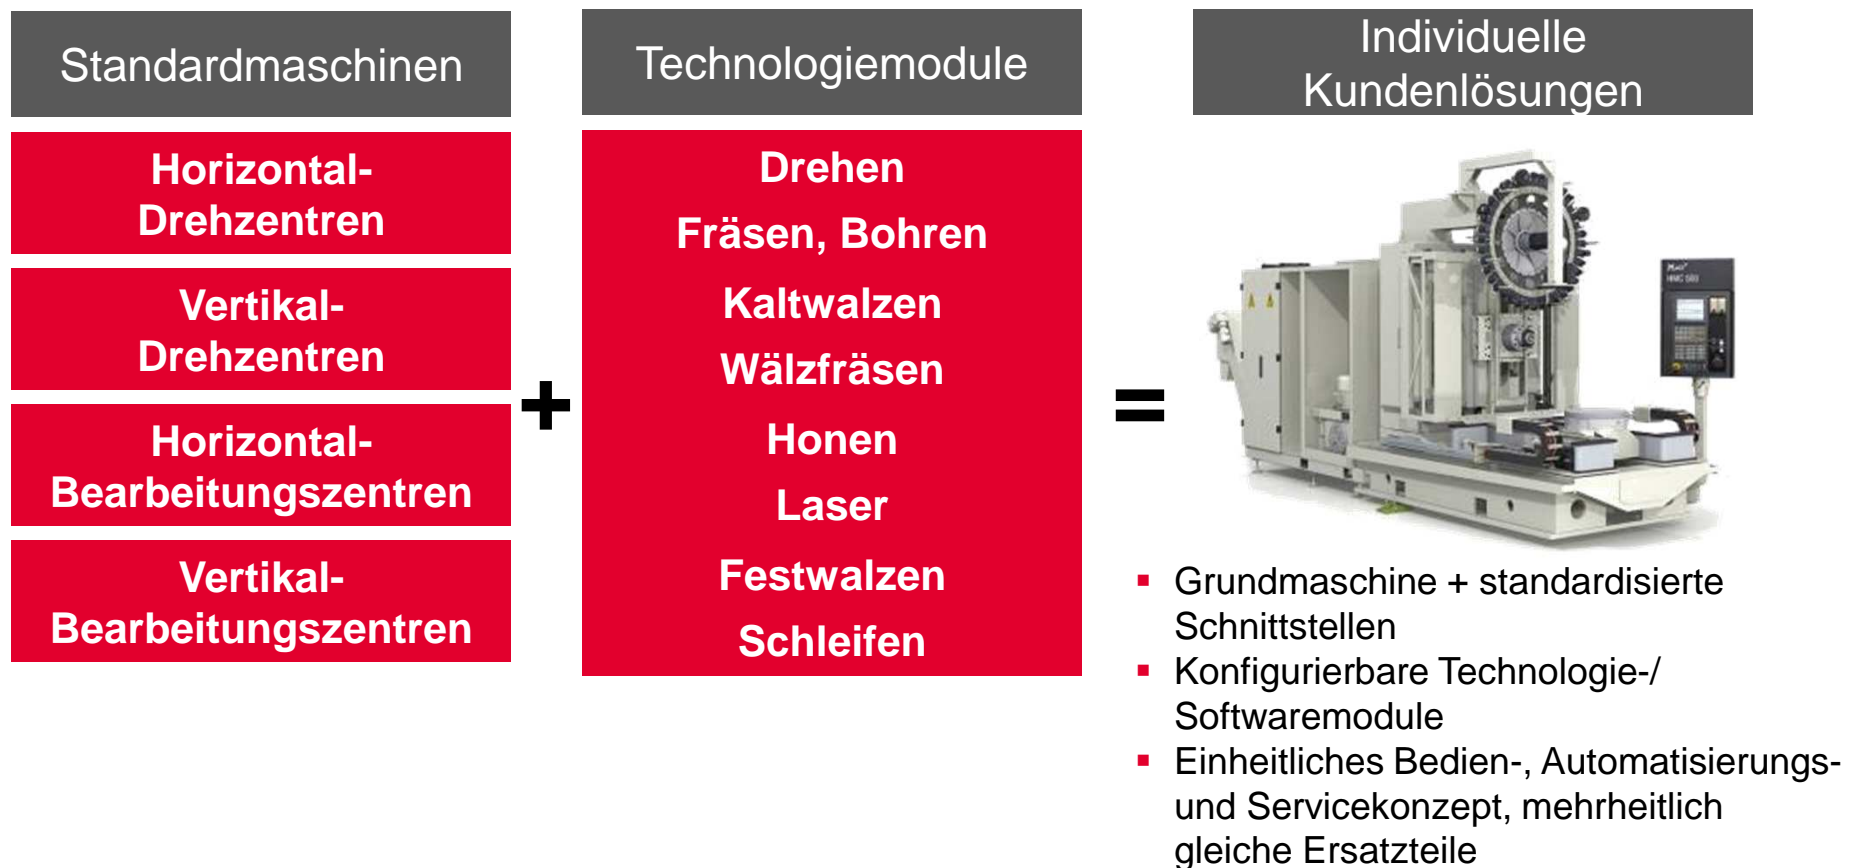 Standardmaschinen
Horizontal-
Drehzentren
Vertikal-
Drehzentren
Horizontal-
Bearbeitungszentren
Vertikal-
Bearbeitungszentren
+
Technologiemodule
Drehen
Fräsen, Bohren
Kaltwalzen
Wälzfräsen
Honen
Laser
Festwalzen
Schleifen
=
Individuelle
Kundenlösungen
▪ Grundmaschine + standardisierte
Schnittstellen
▪ Konfigurierbare Technologie-/
Softwaremodule
▪ Einheitliches Bedien-, Automatisierungs-
und Servicekonzept, mehrheitlich
gleiche Ersatzteile